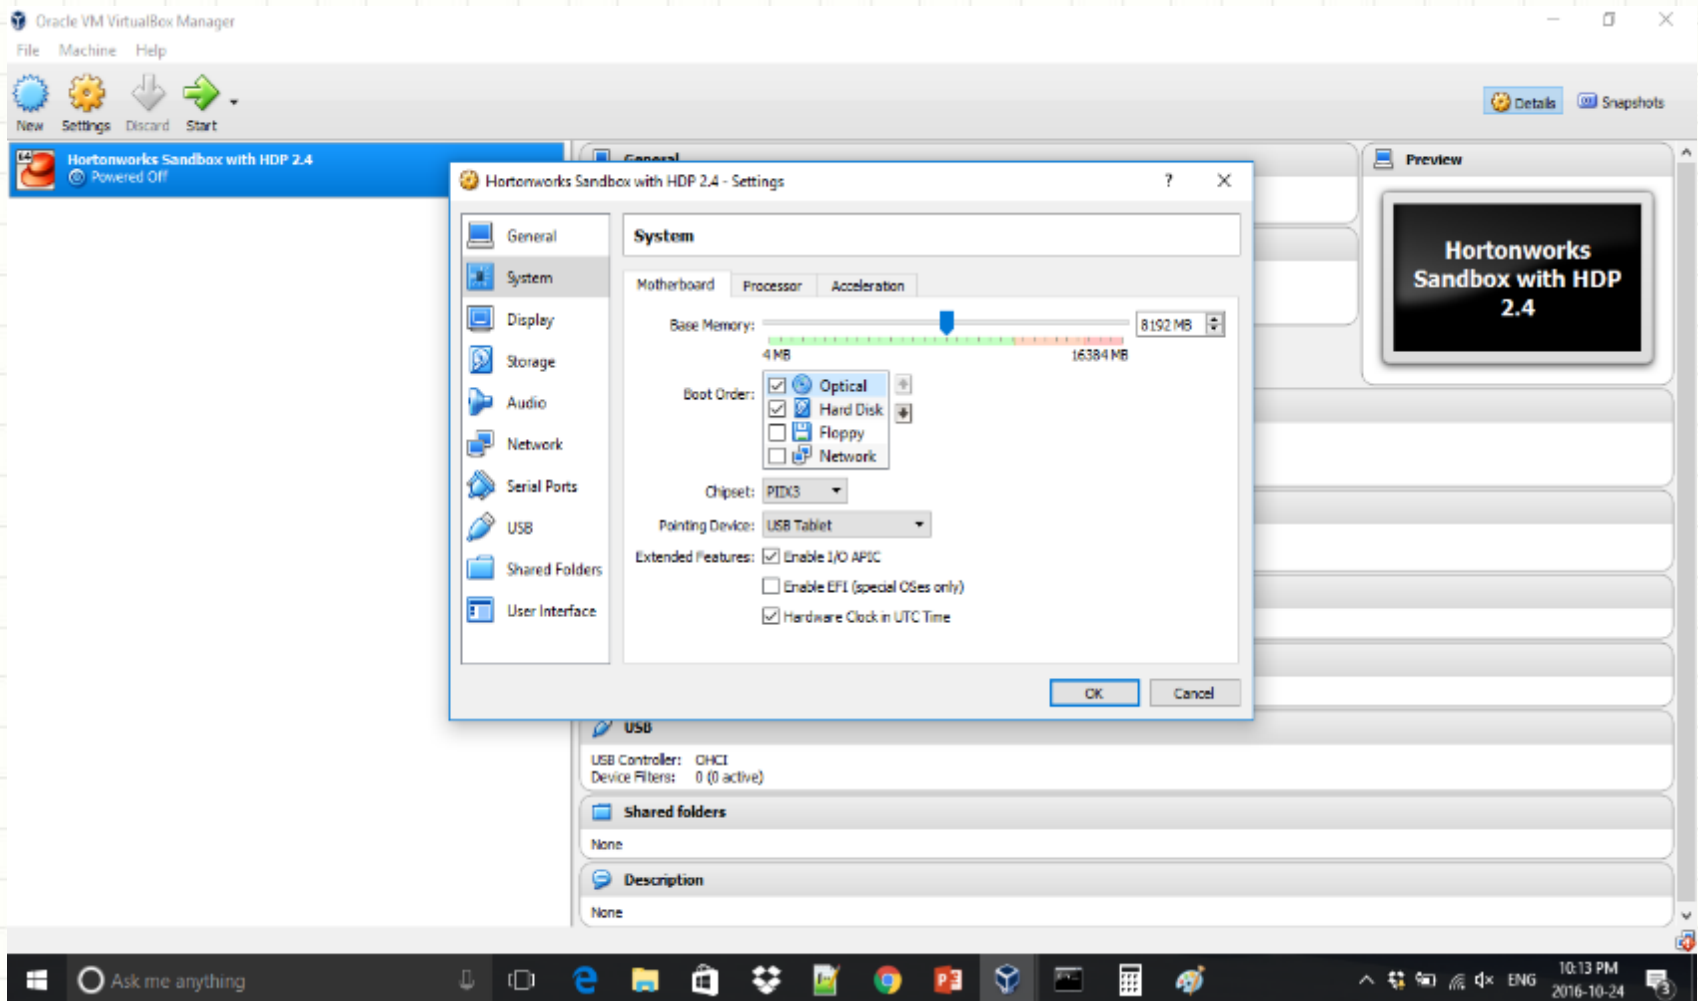 Oracle VM VirtualBox Manager
File Machine Help
New Settings Discard Start
Details Snapshots
64
Hortonworks Sandbox with HDP 2.4
Powered Off
General
Preview
Hortonworks
Sandbox with HDP
2.4
Hortonworks Sandbox with HDP 2.4 - Settings
?
General
System
Display
Storage
Audio
Network
Serial Ports
USB
Shared Folders
User Interface
System
Motherboard Processor Acceleration
Base Memory: 8192 MB
4 MB 16384 MB
Boot Order: Optical
Hard Disk
Floppy
Network
Chipset: PIIX3
Pointing Device: USB Tablet
Extended Features: Enable I/O APIC
Enable EFI (special OSes only)
Hardware Clock in UTC Time
OK Cancel
USB
USB Controller: OHCI
Device Filters: 0 (0 active)
Shared folders
None
Description
None
Ask me anything
ENG
10:13 PM
2016-10-24
3